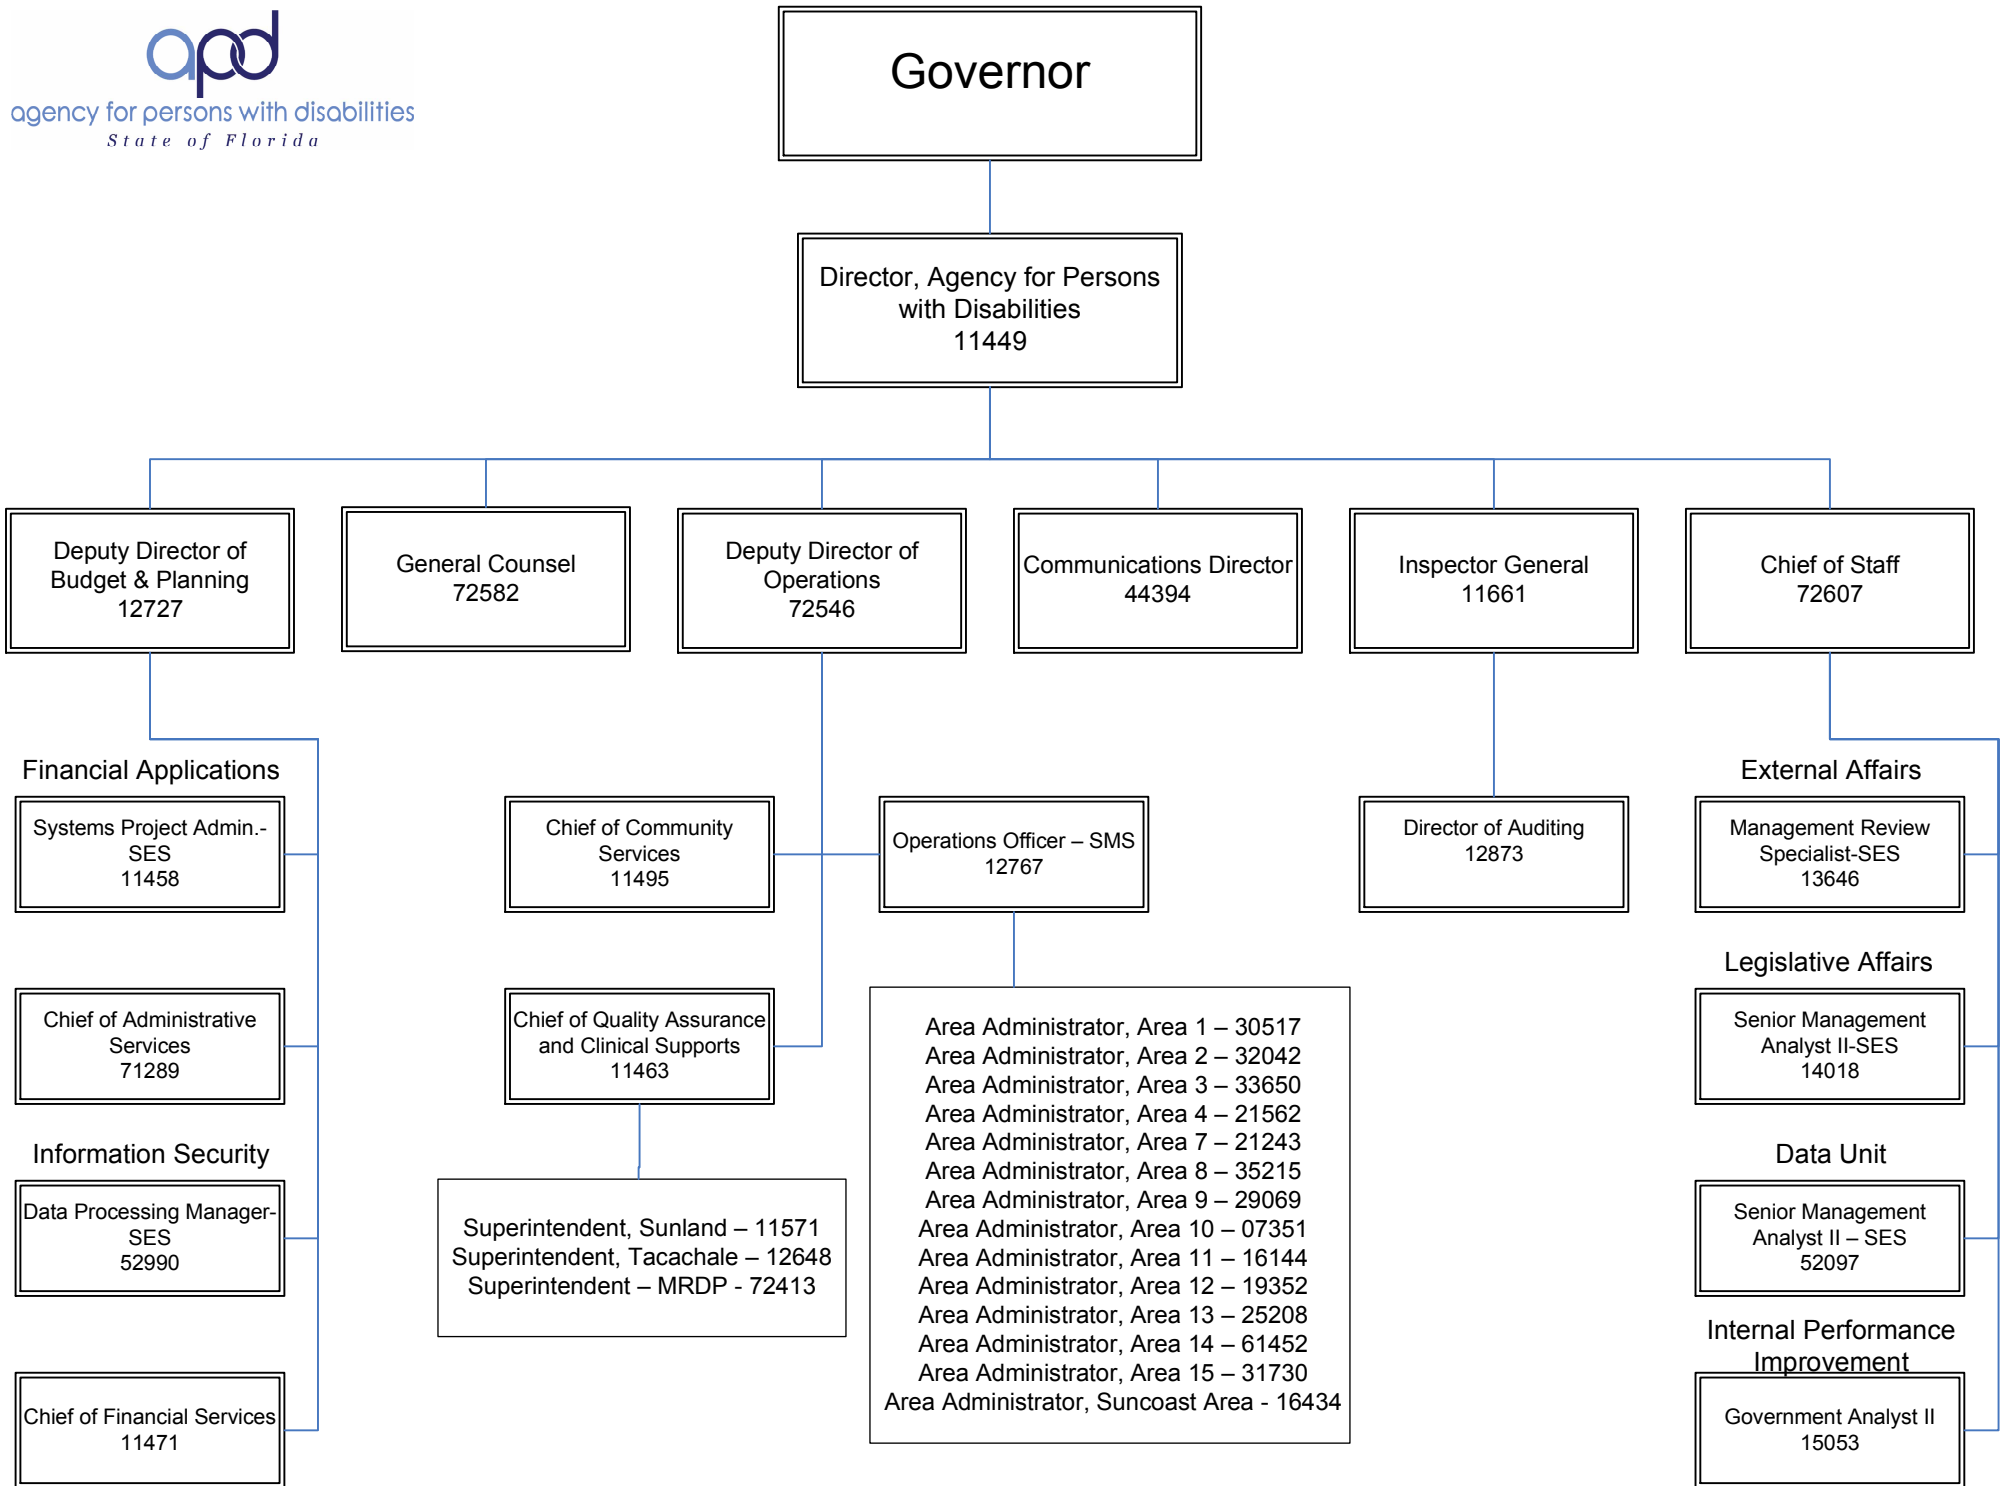 apd
agency for persons with disabilities
State of Florida
Governor
Director, Agency for Persons
with Disabilities
11449
Deputy Director of
Budget & Planning
12727
General Counsel
72582
Deputy Director of
Operations
72546
Communications Director
44394
Inspector General
11661
Chief of Staff
72607
Financial Applications
Systems Project Admin.-
SES
11458
Chief of Administrative
Services
71289
Information Security
Data Processing Manager-
SES
52990
Chief of Financial Services
11471
Chief of Community
Services
11495
Operations Officer – SMS
12767
Chief of Quality Assurance
and Clinical Supports
11463
Superintendent, Sunland – 11571
Superintendent, Tacachale – 12648
Superintendent – MRDP - 72413
Area Administrator, Area 1 – 30517
Area Administrator, Area 2 – 32042
Area Administrator, Area 3 – 33650
Area Administrator, Area 4 – 21562
Area Administrator, Area 7 – 21243
Area Administrator, Area 8 – 35215
Area Administrator, Area 9 – 29069
Area Administrator, Area 10 – 07351
Area Administrator, Area 11 – 16144
Area Administrator, Area 12 – 19352
Area Administrator, Area 13 – 25208
Area Administrator, Area 14 – 61452
Area Administrator, Area 15 – 31730
Area Administrator, Suncoast Area - 16434
Director of Auditing
12873
External Affairs
Management Review
Specialist-SES
13646
Legislative Affairs
Senior Management
Analyst II-SES
14018
Data Unit
Senior Management
Analyst II – SES
52097
Internal Performance
Improvement
Government Analyst II
15053